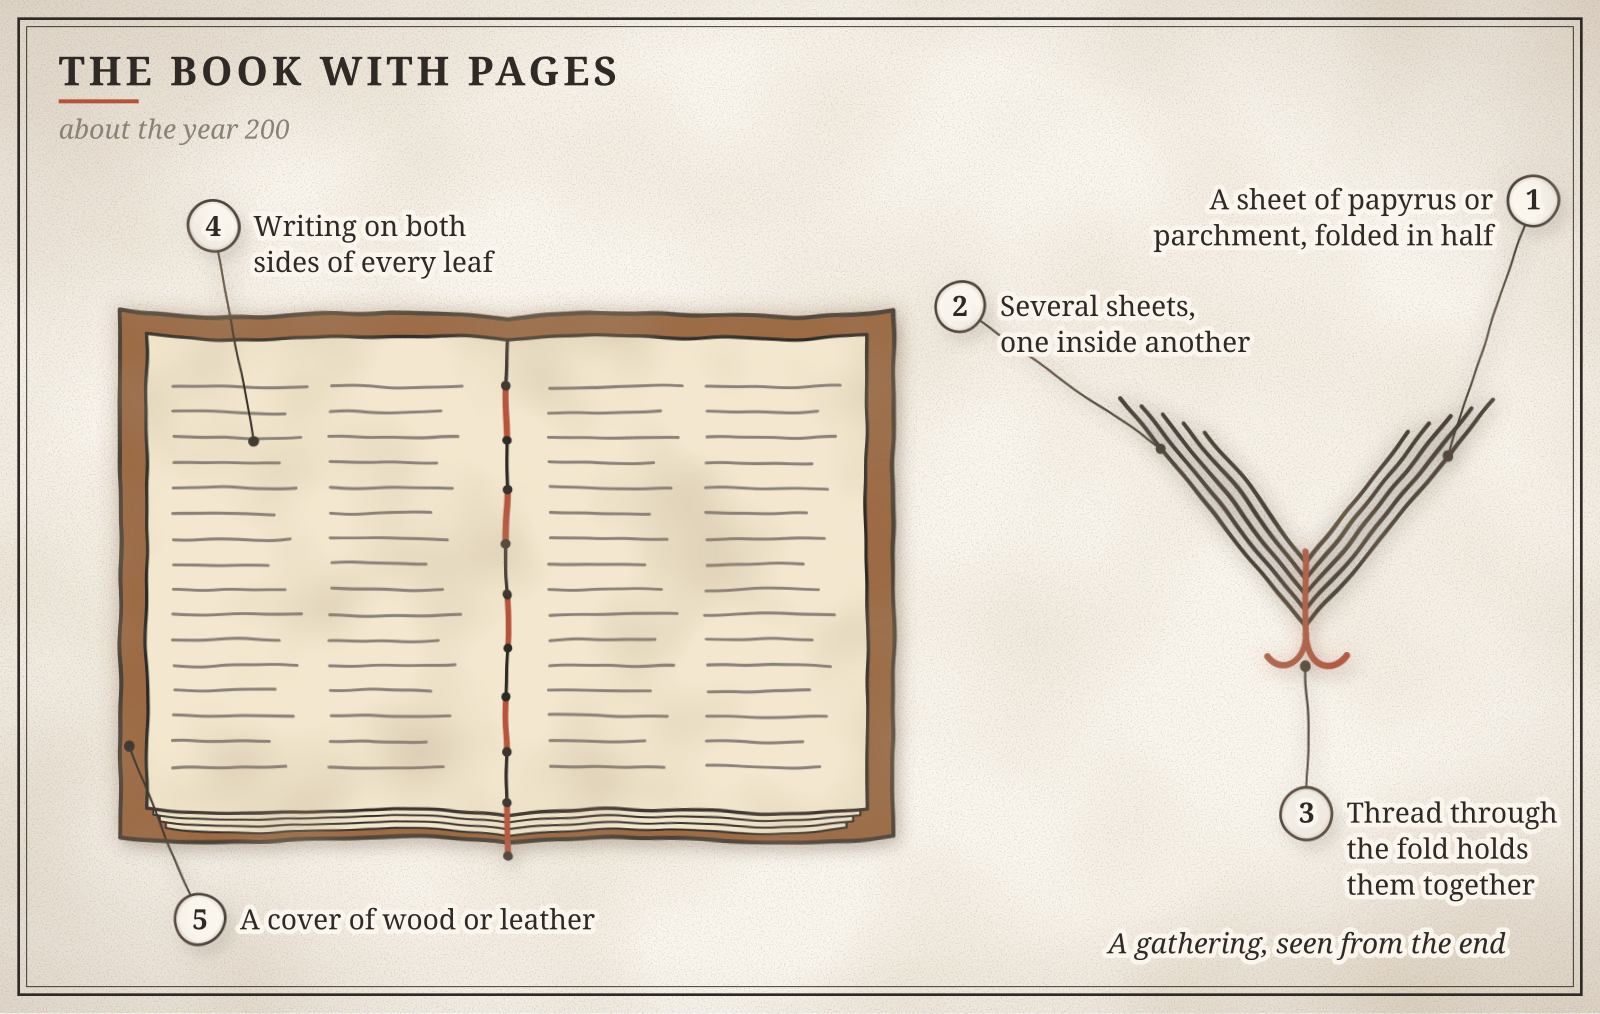 THE BOOK WITH PAGES
about the year 200
4
Writing on both
sides of every leaf
1
A sheet of papyrus or
parchment, folded in half
2
Several sheets,
one inside another
3
Thread through
the fold holds
them together
5
A cover of wood or leather
A gathering, seen from the end